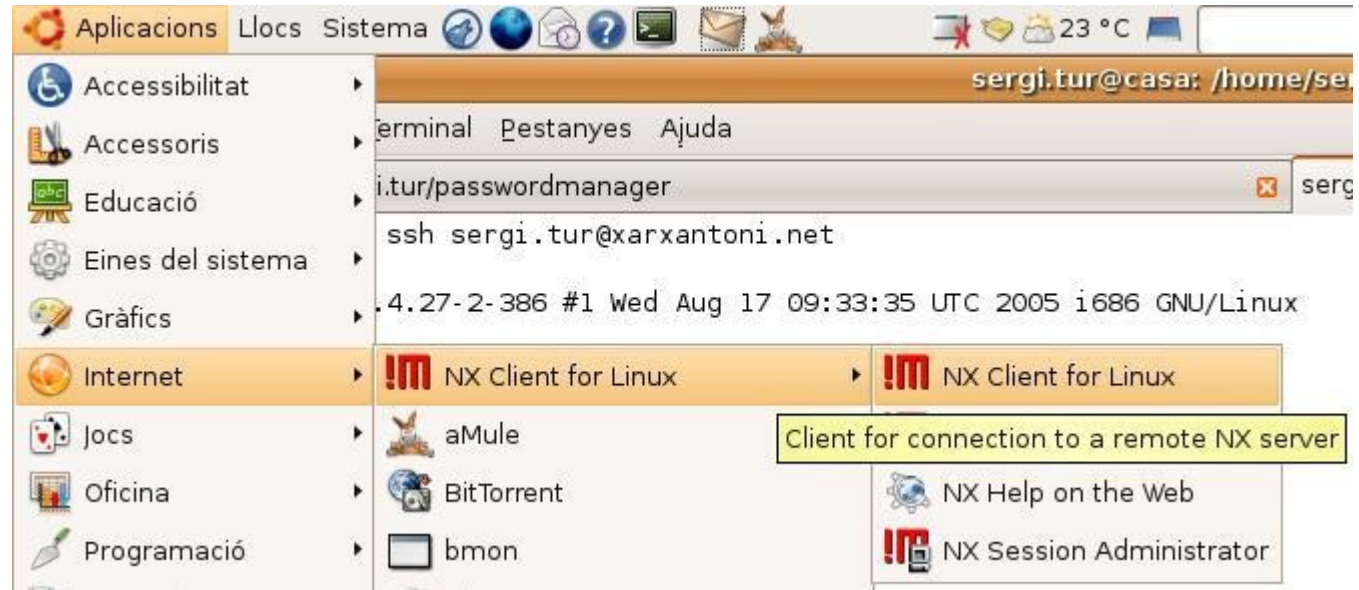 Aplicacions Llocs Sistema 23 °C
Accessibilitat
Accessoris
Educació
Eines del sistema
Gràfics
Internet
Jocs
Oficina
Programació
sergi.tur@casa: /home/ser
erminal Pestanyes Ajuda
i.tur/passwordmanager serg
ssh sergi.tur@xarxantoni.net
.4.27-2-386 #1 Wed Aug 17 09:33:35 UTC 2005 i686 GNU/Linux
NX Client for Linux
aMule
BitTorrent
bmon
NX Client for Linux
Client for connection to a remote NX server
NX Help on the Web
NX Session Administrator